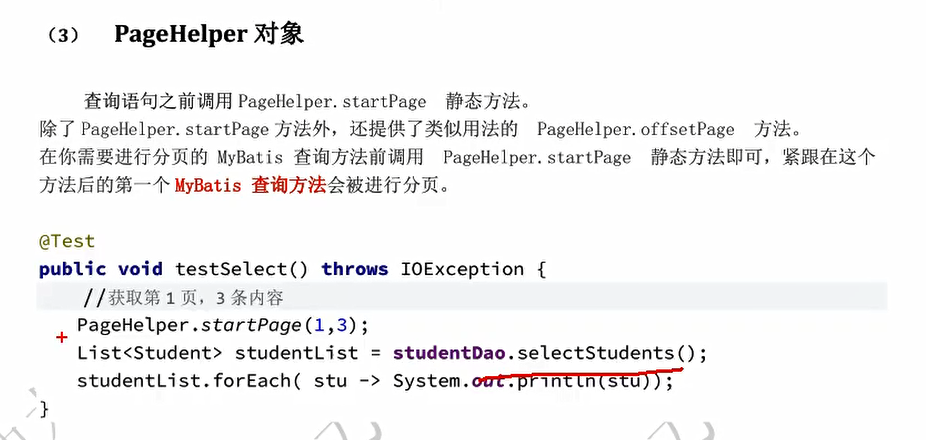 （3） PageHelper 对象
查询语句之前调用 PageHelper.startPage 静态方法。
除了 PageHelper.startPage 方法外，还提供了类似用法的 PageHelper.offsetPage 方法。
在你需要进行分页的 MyBatis 查询方法前调用 PageHelper.startPage 静态方法即可，紧跟在这个
方法后的第一个 MyBatis 查询方法会被进行分页。
@Test
public void testSelect() throws IOException {
//获取第 1 页，3 条内容
PageHelper.startPage(1,3);
List<Student> studentList = studentDao.selectStudents();
studentList.forEach( stu -> System.out.println(stu));
}